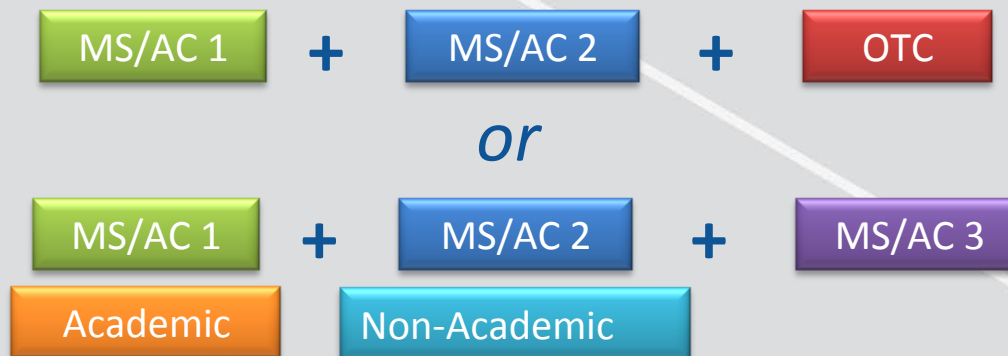 MS/AC 1 + MS/AC 2 + OTC
or
MS/AC 1 + MS/AC 2 + MS/AC 3
Academic Non-Academic